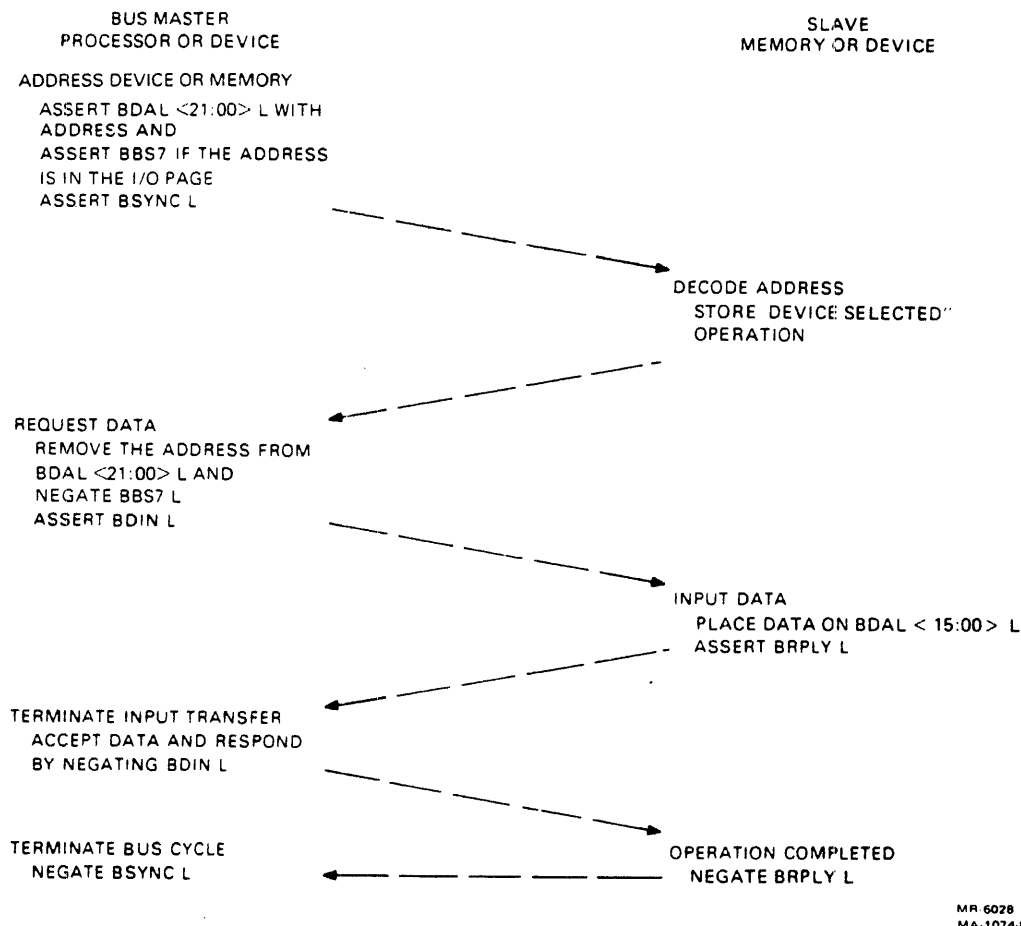 BUS MASTER
PROCESSOR OR DEVICE
SLAVE
MEMORY OR DEVICE
ADDRESS DEVICE OR MEMORY
ASSERT BDAL <21:00> L WITH
ADDRESS AND
ASSERT BBS7 IF THE ADDRESS
IS IN THE I/O PAGE
ASSERT BSYNC L
DECODE ADDRESS
STORE DEVICE SELECTED"
OPERATION
REQUEST DATA
REMOVE THE ADDRESS FROM
BDAL <21:00> L AND
NEGATE BBS7 L
ASSERT BDIN L
INPUT DATA
PLACE DATA ON BDAL < 15:00 > L
ASSERT BRPLY L
TERMINATE INPUT TRANSFER
ACCEPT DATA AND RESPOND
BY NEGATING BDIN L
OPERATION COMPLETED
NEGATE BRPLY L
TERMINATE BUS CYCLE
NEGATE BSYNC L
MR-6028